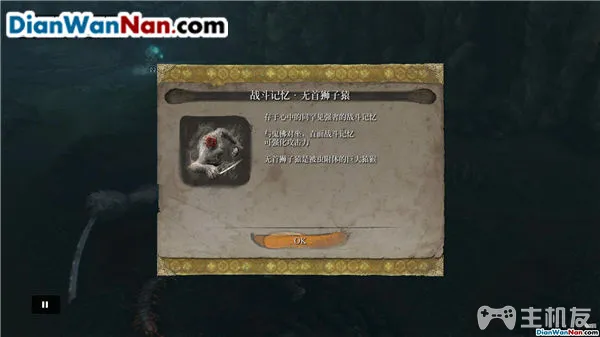 DianWanNan.com
战斗记忆·无首狮子猿
存于心中的同罕见强者的战斗记忆
与鬼佛对坐，直面战斗记忆
可强化攻击力
无首狮子猿是被虫附体的巨大猿猴
OK
主机友
DianWanNan.com